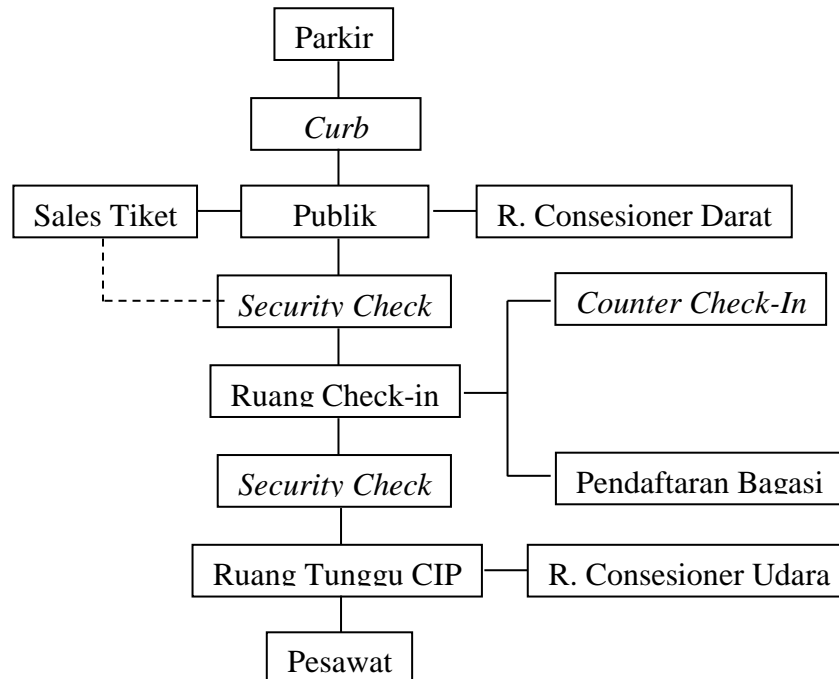 Parkir
Curb
Sales Tiket
Publik
R. Consesioner Darat
Security Check
Counter Check-In
Ruang Check-in
Security Check
Pendaftaran Bagasi
Ruang Tunggu CIP
R. Consesioner Udara
Pesawat